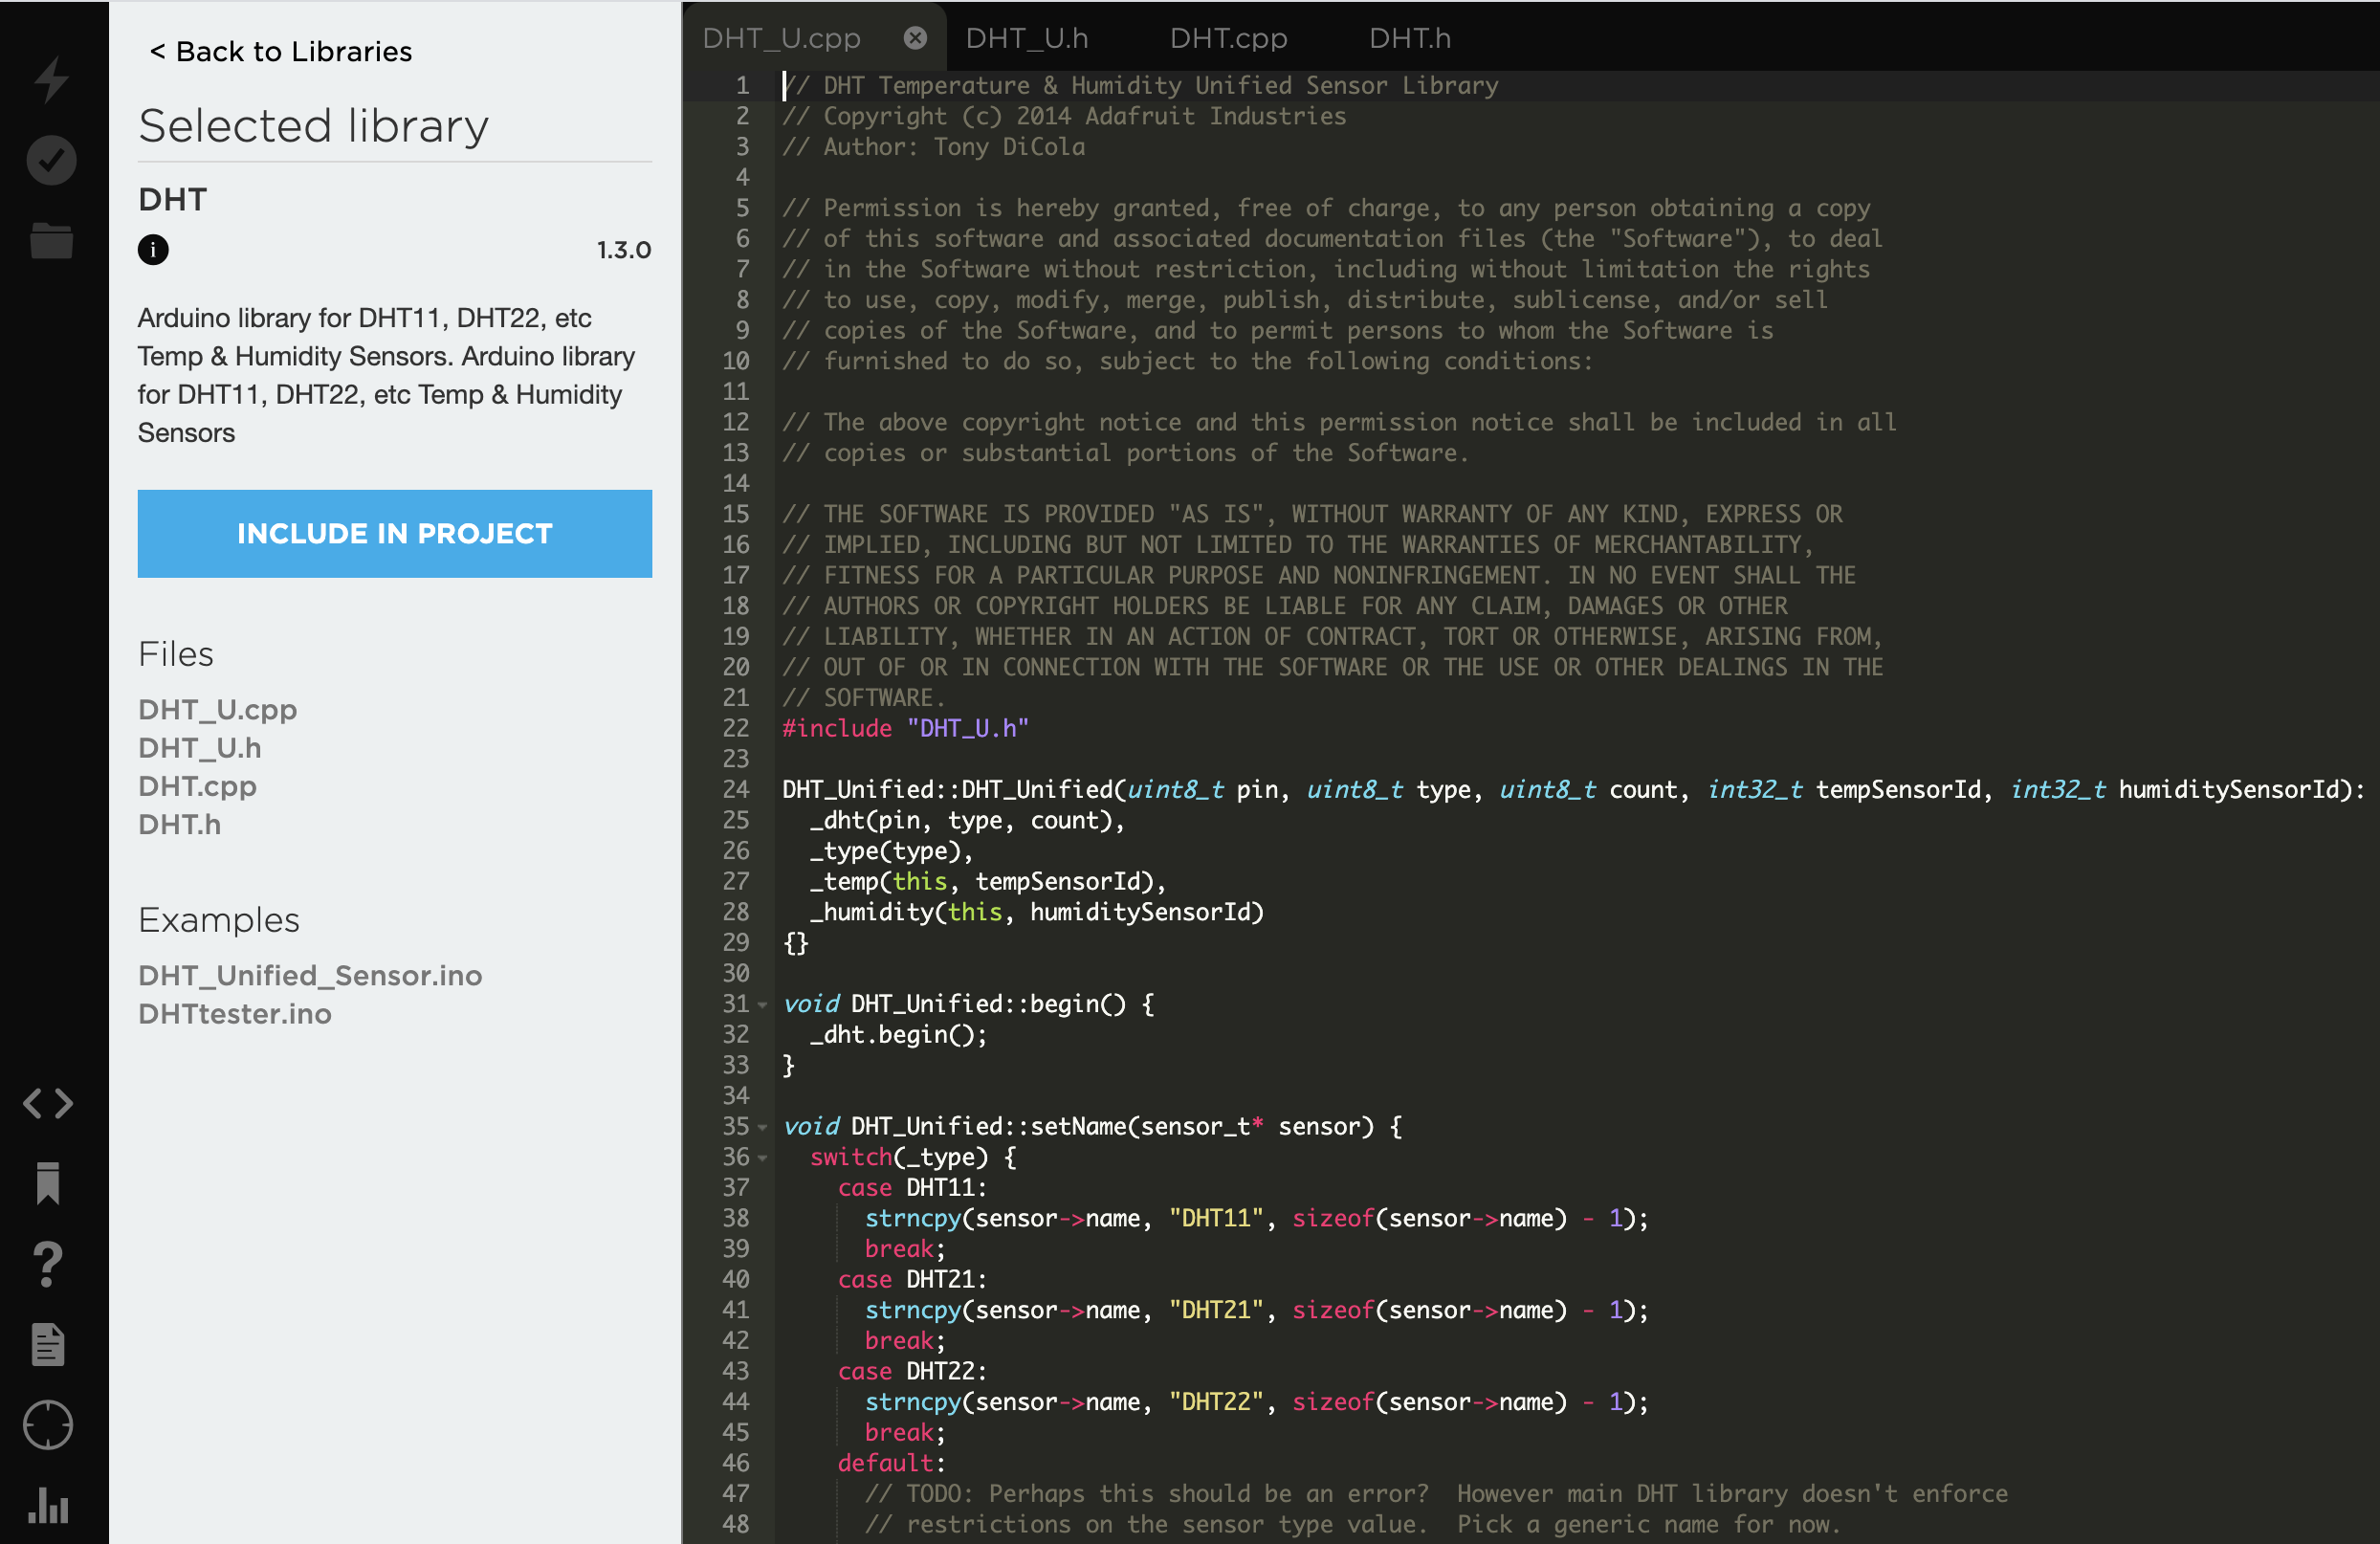 < Back to Libraries
Selected library
DHT
i
1.3.0
Arduino library for DHT11, DHT22, etc
Temp & Humidity Sensors. Arduino library
for DHT11, DHT22, etc Temp & Humidity
Sensors
INCLUDE IN PROJECT
Files
DHT_U.cpp
DHT_U.h
DHT.cpp
DHT.h
Examples
DHT_Unified_Sensor.ino
DHTtester.ino
DHT_U.cpp DHT_U.h DHT.cpp DHT.h
1 // DHT Temperature & Humidity Unified Sensor Library
2 // Copyright (c) 2014 Adafruit Industries
3 // Author: Tony DiCola
4
5 // Permission is hereby granted, free of charge, to any person obtaining a copy
6 // of this software and associated documentation files (the "Software"), to deal
7 // in the Software without restriction, including without limitation the rights
8 // to use, copy, modify, merge, publish, distribute, sublicense, and/or sell
9 // copies of the Software, and to permit persons to whom the Software is
10 // furnished to do so, subject to the following conditions:
11
12 // The above copyright notice and this permission notice shall be included in all
13 // copies or substantial portions of the Software.
14
15 // THE SOFTWARE IS PROVIDED "AS IS", WITHOUT WARRANTY OF ANY KIND, EXPRESS OR
16 // IMPLIED, INCLUDING BUT NOT LIMITED TO THE WARRANTIES OF MERCHANTABILITY,
17 // FITNESS FOR A PARTICULAR PURPOSE AND NONINFRINGEMENT. IN NO EVENT SHALL THE
18 // AUTHORS OR COPYRIGHT HOLDERS BE LIABLE FOR ANY CLAIM, DAMAGES OR OTHER
19 // LIABILITY, WHETHER IN AN ACTION OF CONTRACT, TORT OR OTHERWISE, ARISING FROM,
20 // OUT OF OR IN CONNECTION WITH THE SOFTWARE OR THE USE OR OTHER DEALINGS IN THE
21 // SOFTWARE.
22 #include "DHT_U.h"
23
24 DHT_Unified::DHT_Unified(uint8_t pin, uint8_t type, uint8_t count, int32_t tempSensorId, int32_t humiditySensorId):
25   _dht(pin, type, count),
26   _type(type),
27   _temp(this, tempSensorId),
28   _humidity(this, humiditySensorId)
29 {}
30
31 void DHT_Unified::begin() {
32   _dht.begin();
33 }
34
35 void DHT_Unified::setName(sensor_t* sensor) {
36   switch(_type) {
37     case DHT11:
38       strncpy(sensor->name, "DHT11", sizeof(sensor->name) - 1);
39       break;
40     case DHT21:
41       strncpy(sensor->name, "DHT21", sizeof(sensor->name) - 1);
42       break;
43     case DHT22:
44       strncpy(sensor->name, "DHT22", sizeof(sensor->name) - 1);
45       break;
46     default:
47       // TODO: Perhaps this should be an error?  However main DHT library doesn't enforce
48       // restrictions on the sensor type value.  Pick a generic name for now.